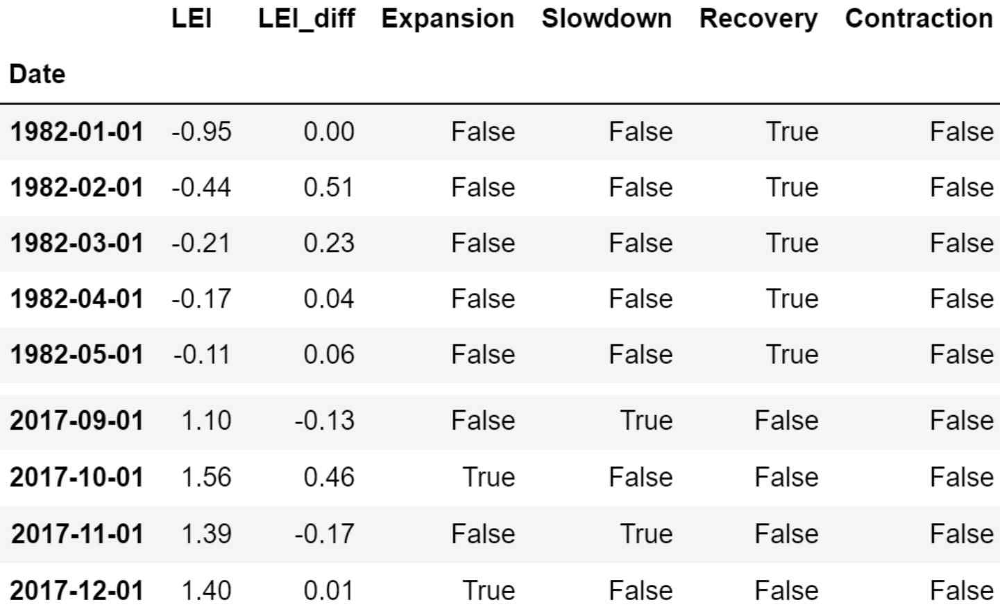 LEI LEI_diff Expansion Slowdown Recovery Contraction
Date
1982-01-01 -0.95 0.00 False False True False
1982-02-01 -0.44 0.51 False False True False
1982-03-01 -0.21 0.23 False False True False
1982-04-01 -0.17 0.04 False False True False
1982-05-01 -0.11 0.06 False False True False
2017-09-01 1.10 -0.13 False True False False
2017-10-01 1.56 0.46 True False False False
2017-11-01 1.39 -0.17 False True False False
2017-12-01 1.40 0.01 True False False False